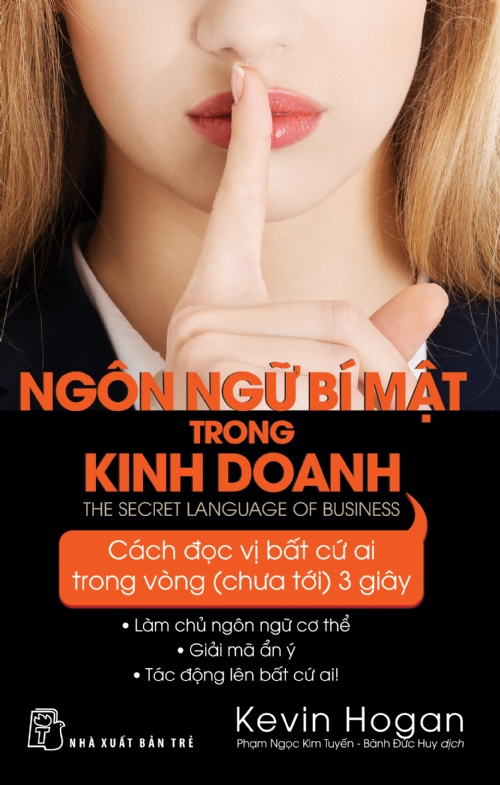 NGÔN NGỮ BÍ MẬT
TRONG
KINH DOANH
THE SECRET LANGUAGE OF BUSINESS
Cách đọc vị bất cứ ai
trong vòng (chưa tới) 3 giây
• Làm chủ ngôn ngữ cơ thể
• Giải mã ẩn ý
• Tác động lên bất cứ ai!
Kevin Hogan
Phạm Ngọc Kim Tuyến - Bành Đức Huy dịch
T
NHÀ XUẤT BẢN TRẺ